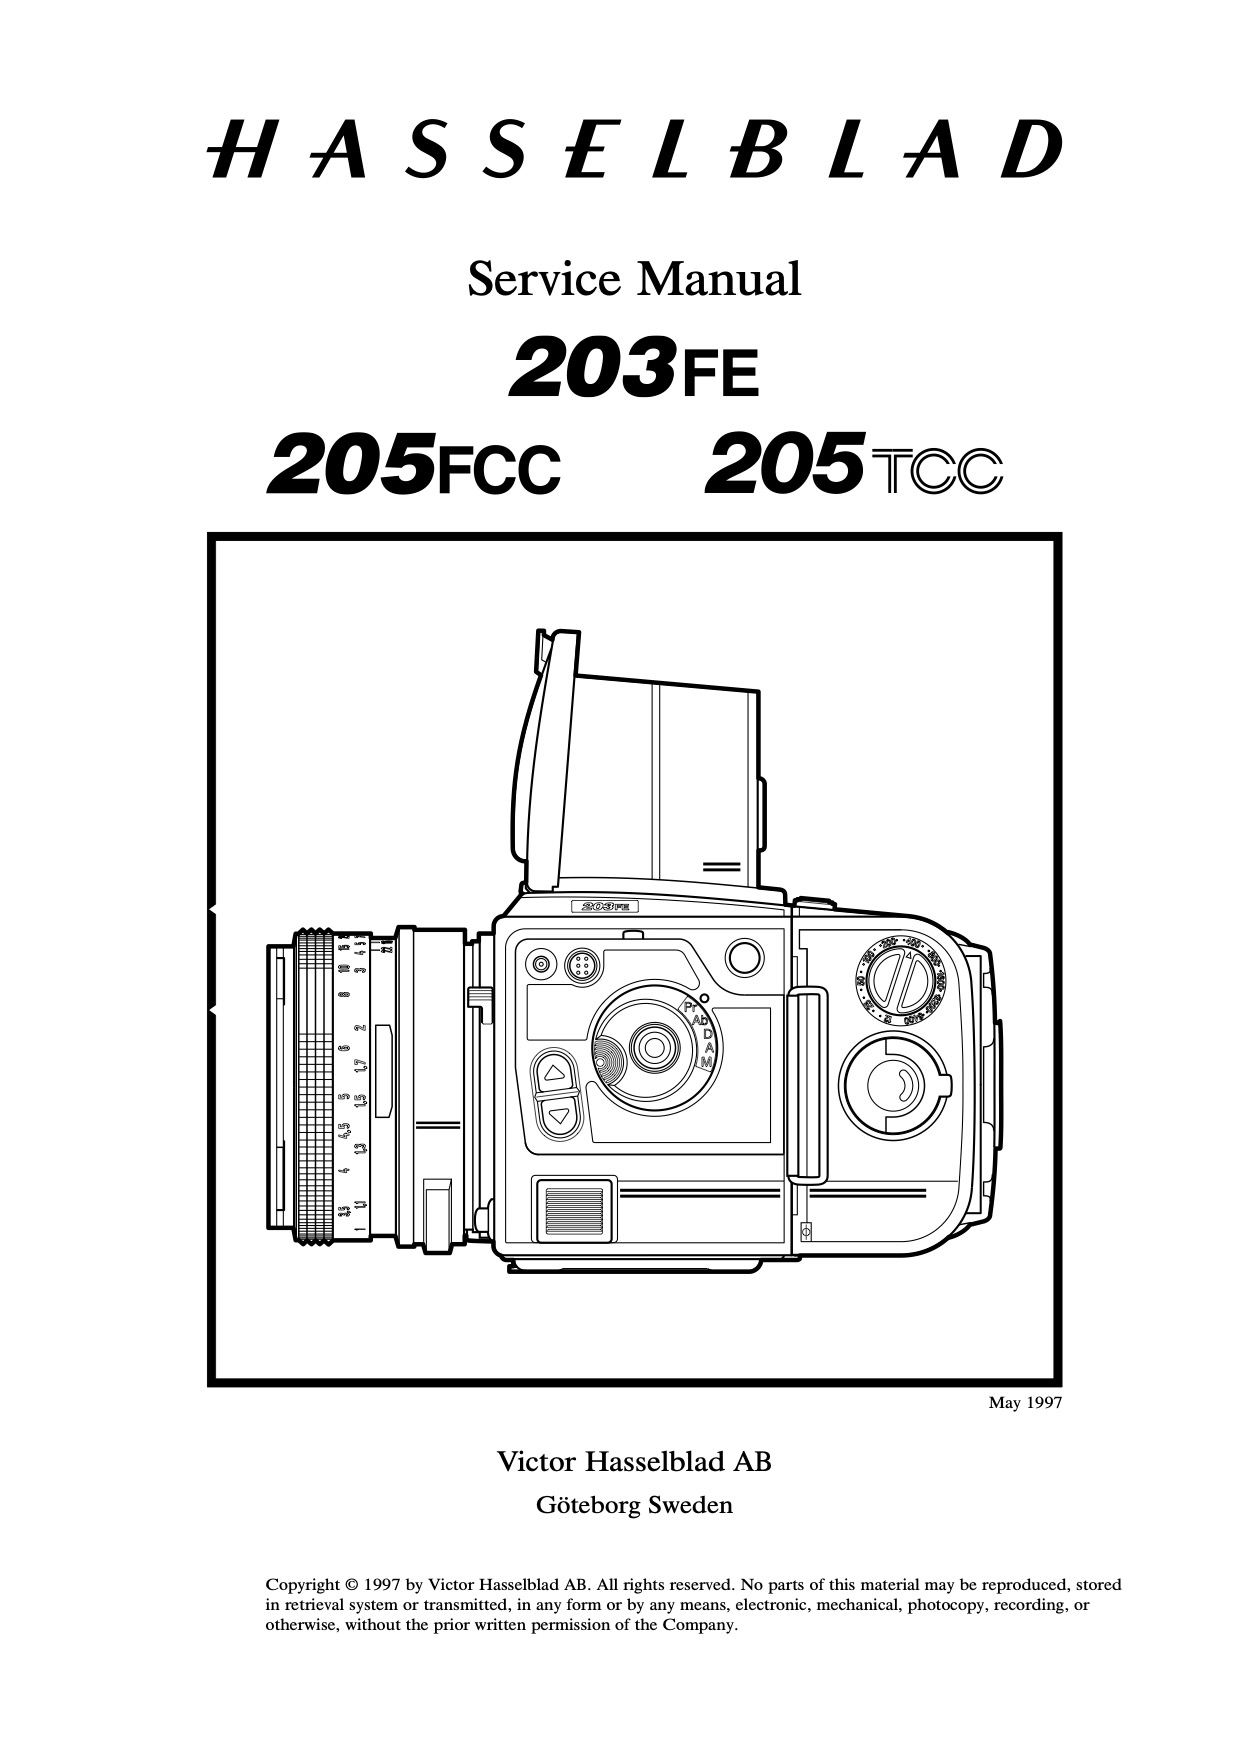 HASSELBLAD
Service Manual
203FE
205FCC 205TCC
203FE
Pr
Ab
D
A
M
May 1997
Victor Hasselblad AB
Göteborg Sweden
Copyright © 1997 by Victor Hasselblad AB. All rights reserved. No parts of this material may be reproduced, stored
in retrieval system or transmitted, in any form or by any means, electronic, mechanical, photocopy, recording, or
otherwise, without the prior written permission of the Company.